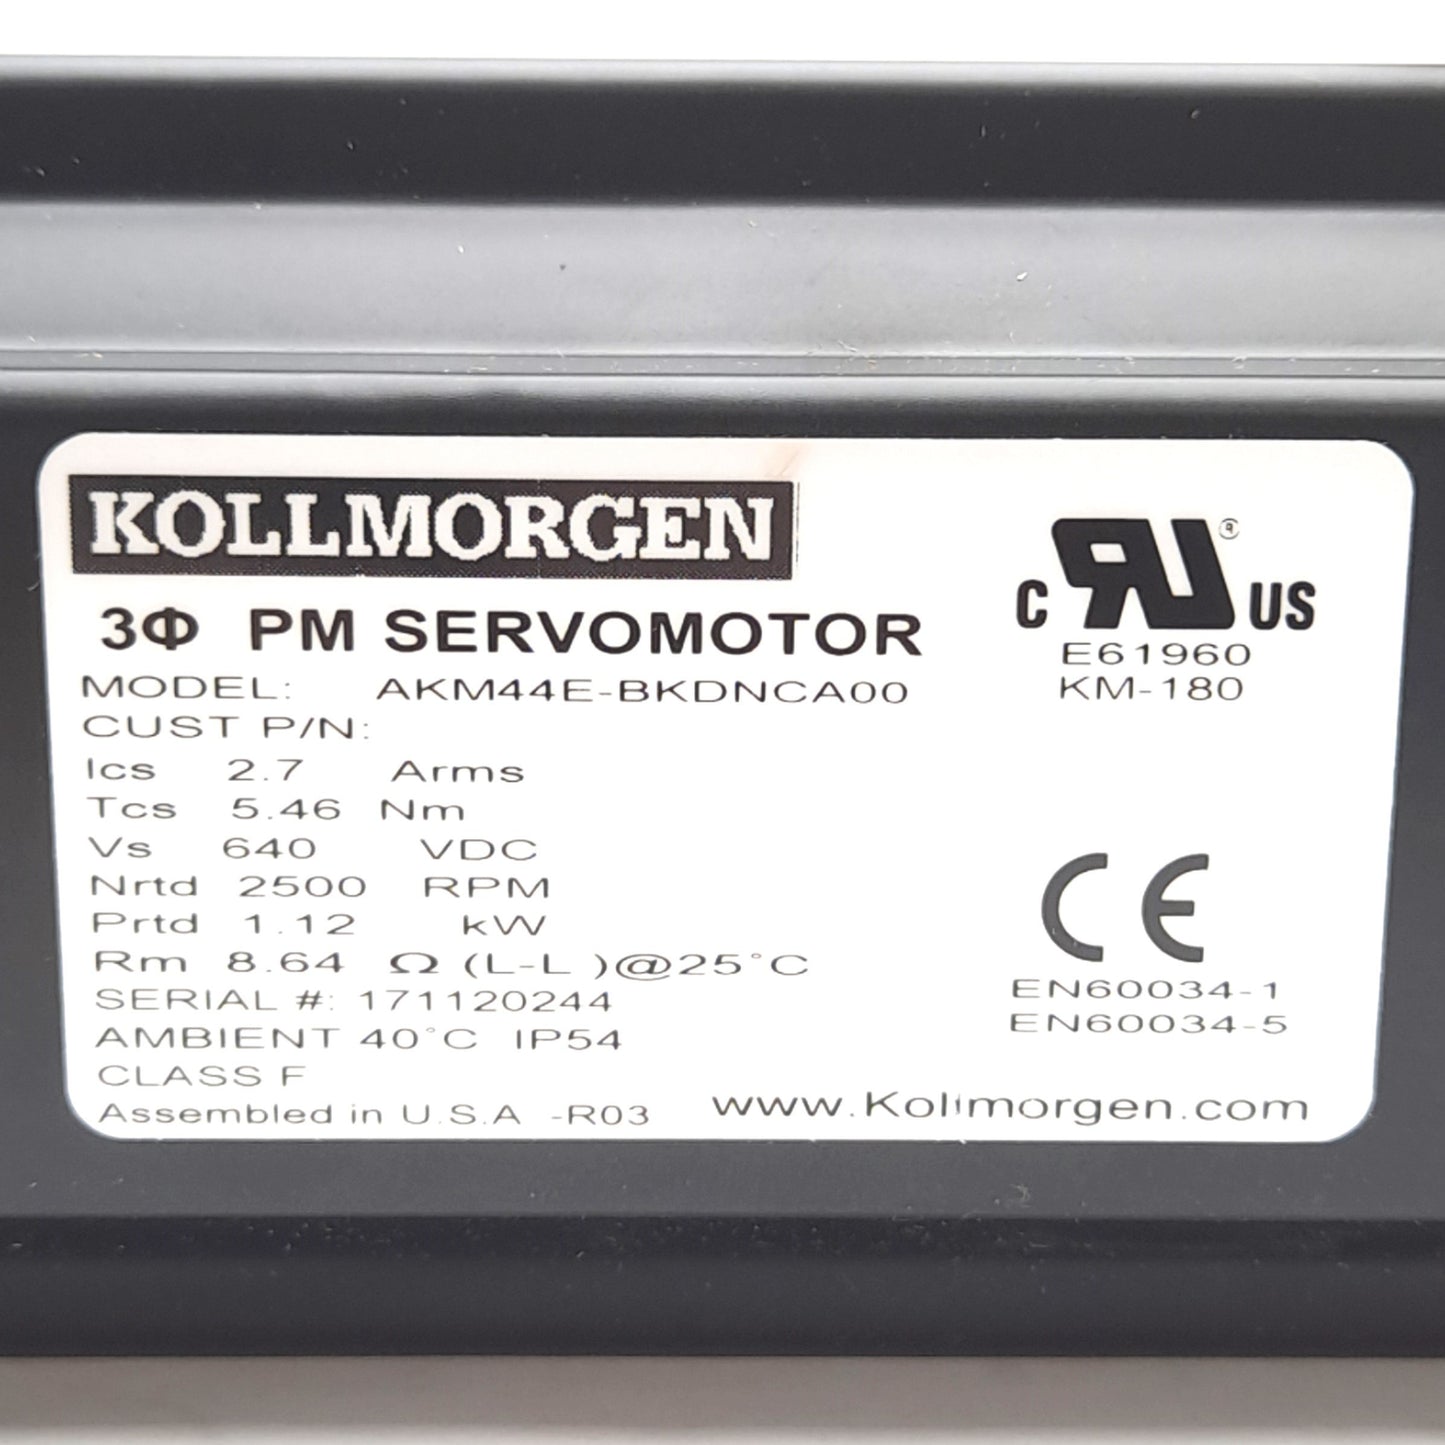 KOLLMORGEN
3Φ PM SERVOMOTOR
MODEL: AKM44E-BKDNCA00
CUST P/N:
Ics 2.7 Arms
Tcs 5.46 Nm
Vs 640 VDC
Nrtd 2500 RPM
Prtd 1.12 kW
Rm 8.64 Ω (L-L )@25°C
SERIAL #: 171120244
AMBIENT 40°C IP54
CLASS F
Assembled in U.S.A -R03
C RU® US
E61960
KM-180
CE
EN60034-1
EN60034-5
www.Kollmorgen.com